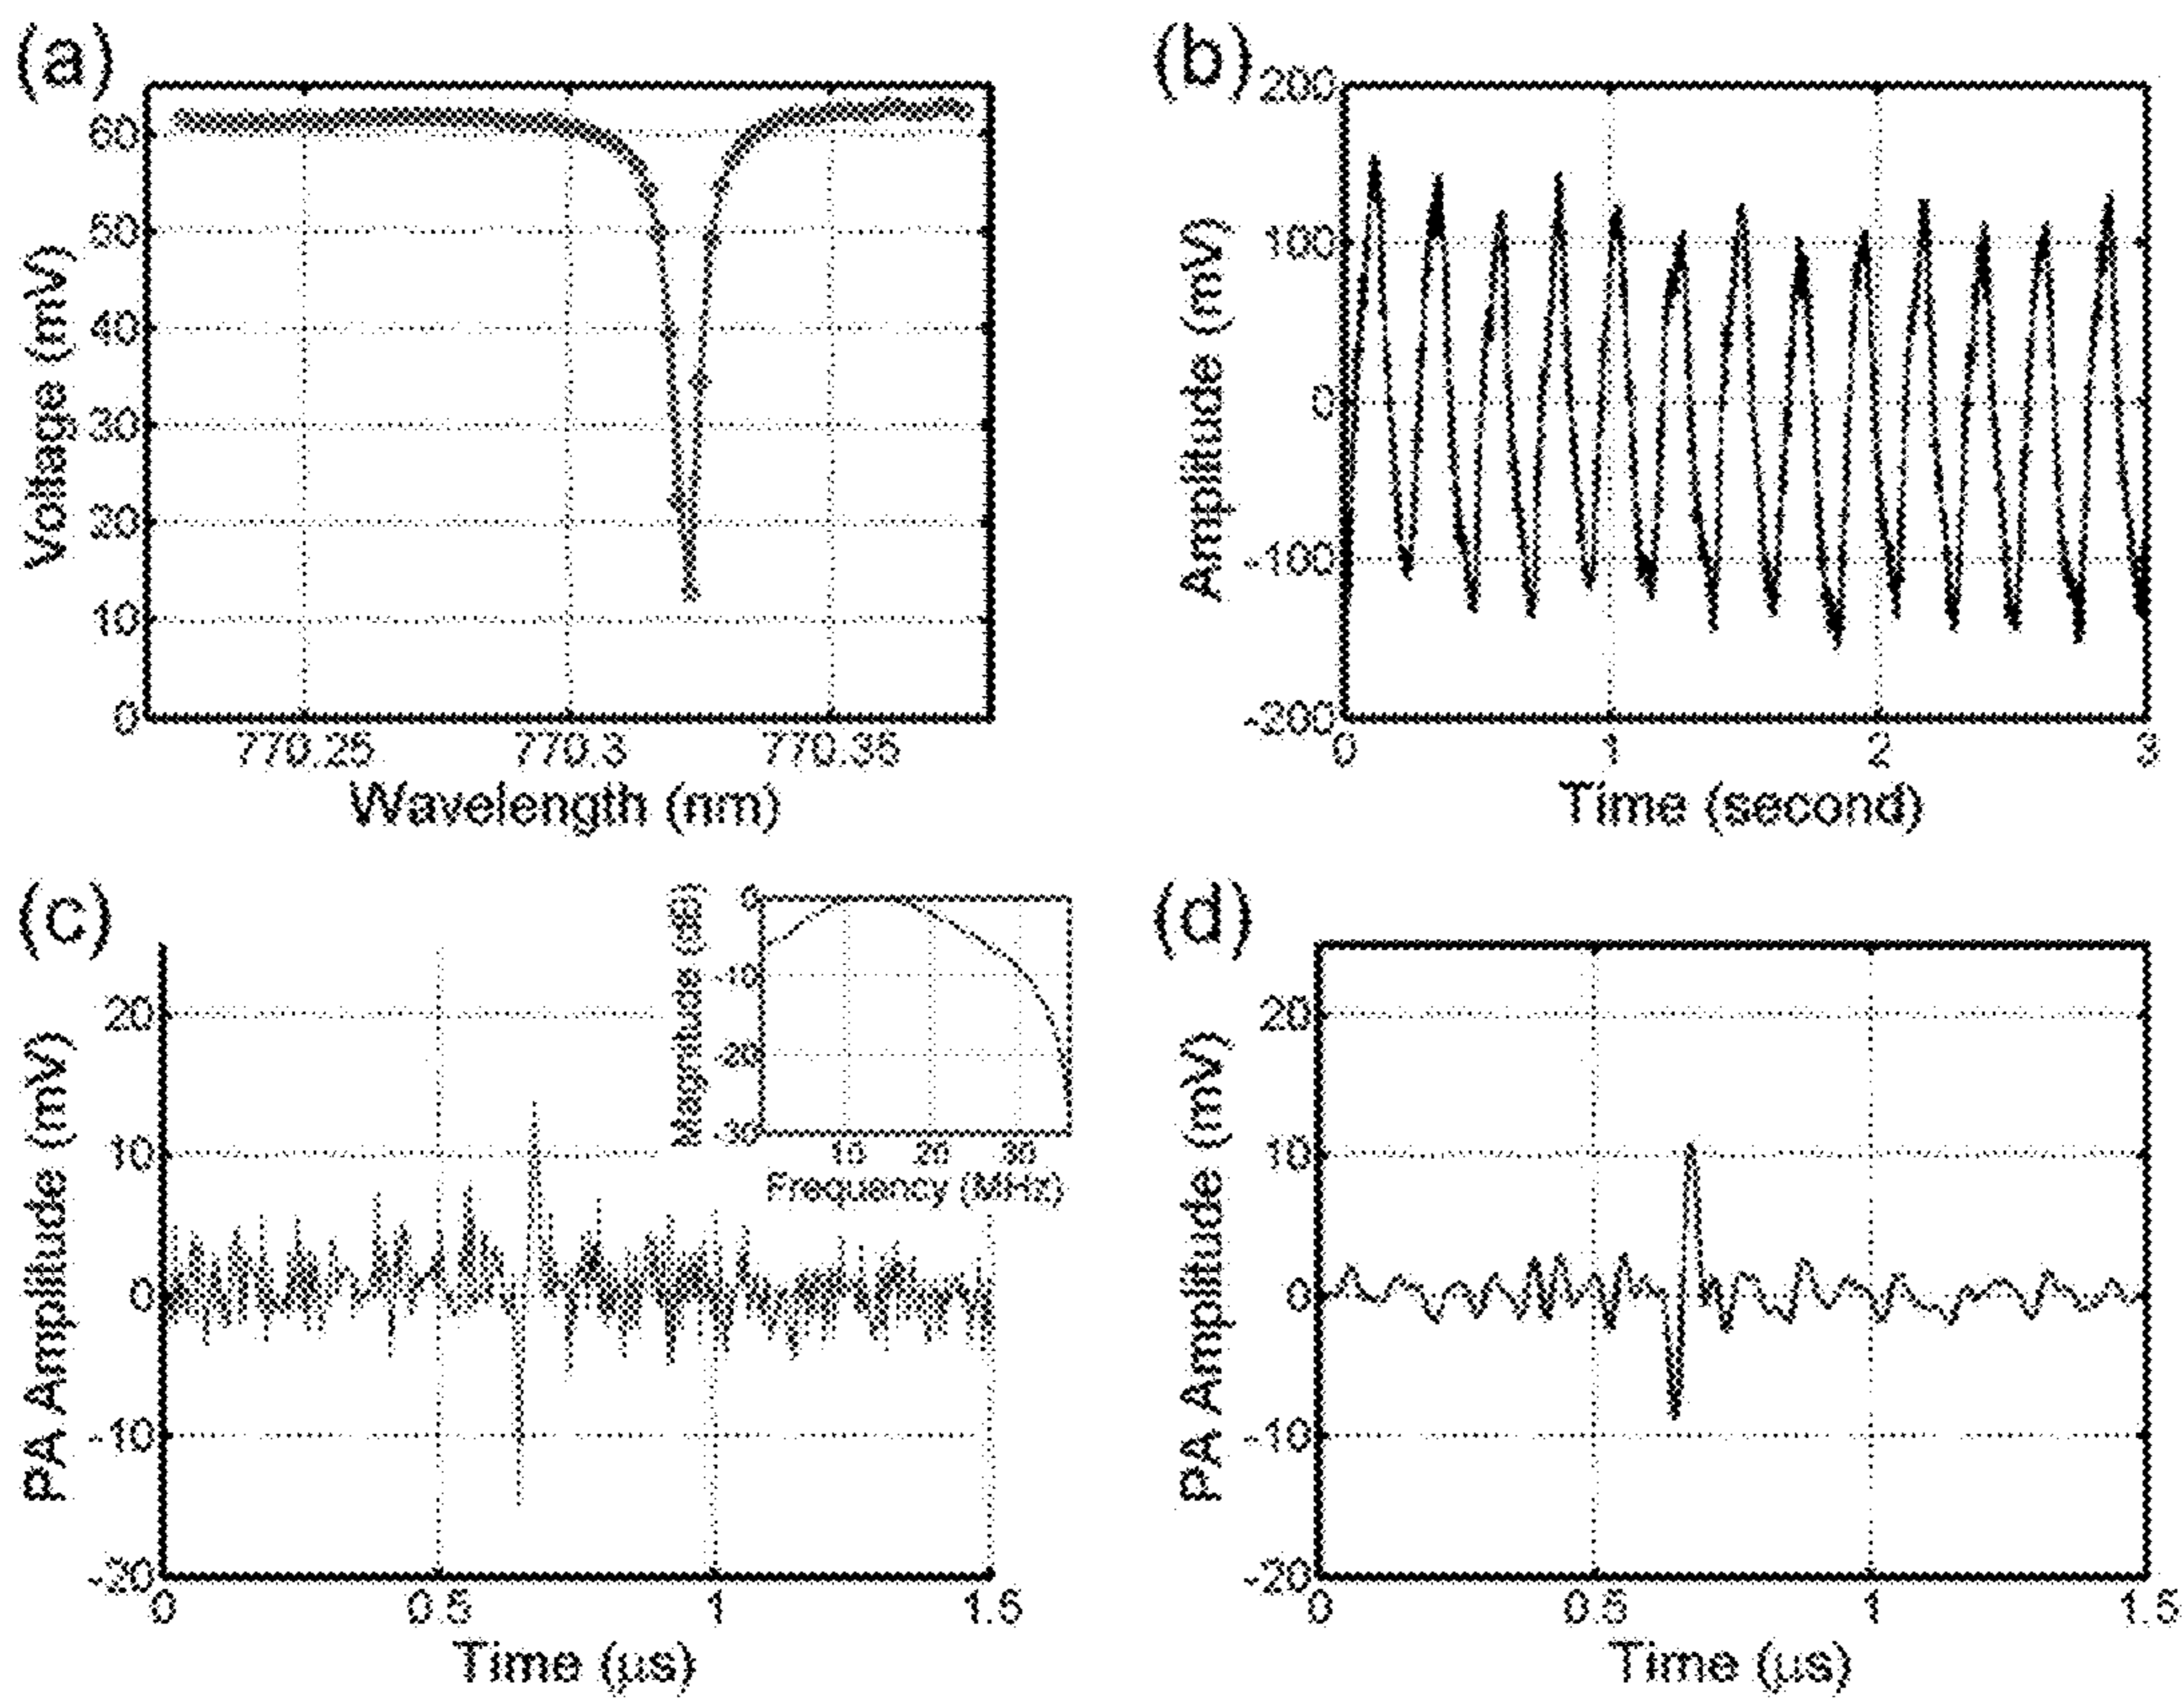 (a)
60
50
40
30
20
10
0
Voltage (mV)
770.25 770.3 770.35
Wavelength (nm)
(b)
200
100
0
-100
-200
Amplitude (mV)
0 1 2 3
Time (second)
(c)
20
10
0
-10
-20
PA Amplitude (mV)
0 0.5 1 1.5
Time (µs)
0
-10
-20
-30
Magnitude (dB)
10 20 30
Frequency (MHz)
(d)
20
10
0
-10
-20
PA Amplitude (mV)
0 0.5 1 1.5
Time (µs)